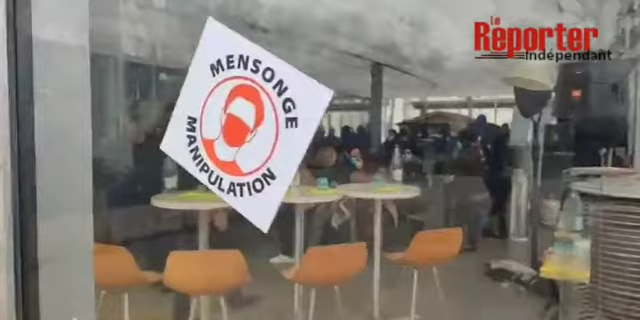 Le
Reporter
Indépendant
MENSONGE
MANIPULATION